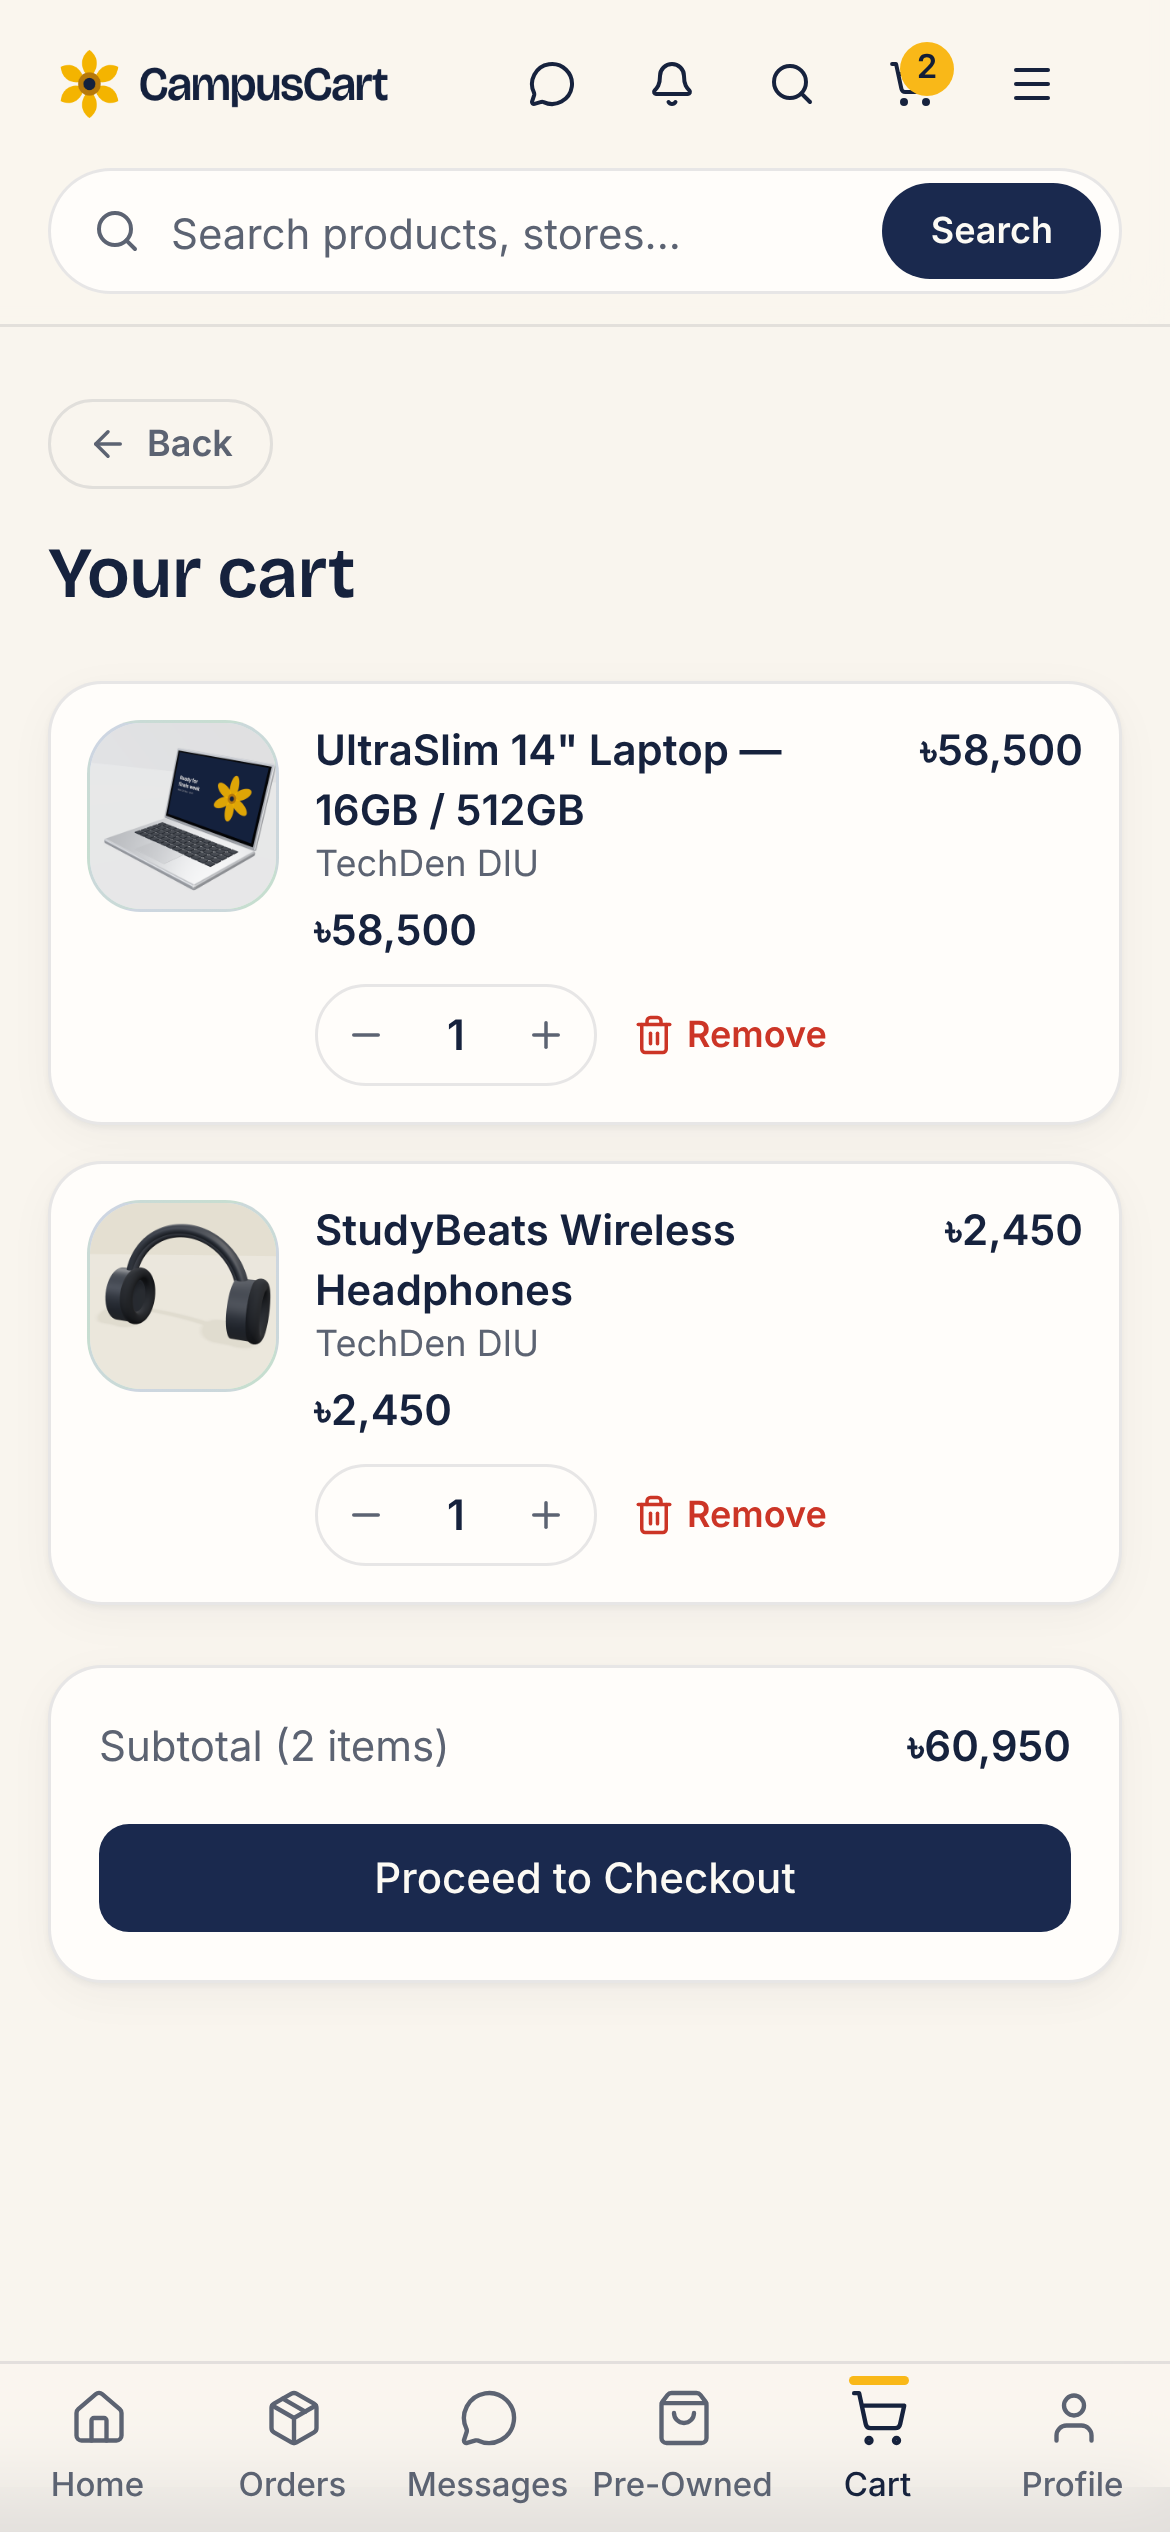 CampusCart
2
Search products, stores...
Search
Back
Your cart
UltraSlim 14" Laptop —
16GB / 512GB
৳58,500
TechDen DIU
৳58,500
1
Remove
StudyBeats Wireless
Headphones
৳2,450
TechDen DIU
৳2,450
1
Remove
Subtotal (2 items)
৳60,950
Proceed to Checkout
Home
Orders
Messages
Pre-Owned
Cart
Profile